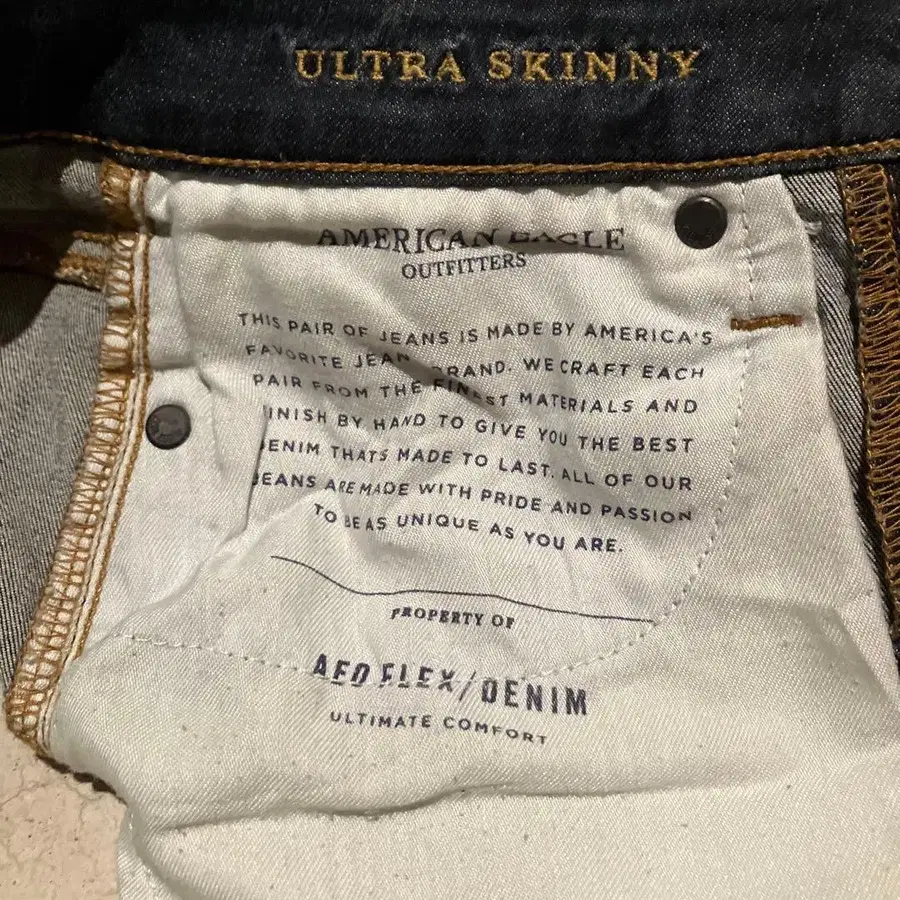 ULTRA SKINNY
AMERICAN EAGLE
OUTFITTERS
THIS PAIR OF JEANS IS MADE BY AMERICA'S
FAVORITE JEAN BRAND. WE CRAFT EACH
PAIR FROM THE FINEST MATERIALS AND
FINISH BY HAND TO GIVE YOU THE BEST
DENIM THATS MADE TO LAST. ALL OF OUR
JEANS ARE MADE WITH PRIDE AND PASSION
TO BE AS UNIQUE AS YOU ARE.
PROPERTY OF
AEO FLEX/DENIM
ULTIMATE COMFORT